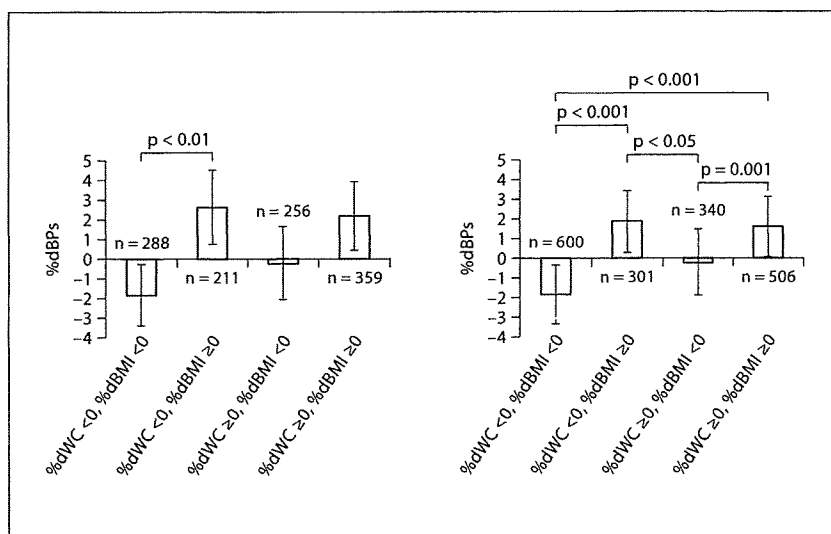 p < 0.01
5
4
3
2
1
0
−1
−2
−3
−4
%dBPs
n = 288
n = 211
n = 256
n = 359
%dWC <0, %dBMI <0
%dWC <0, %dBMI ≥0
%dWC ≥0, %dBMI <0
%dWC ≥0, %dBMI ≥0
p < 0.001
p < 0.001
p < 0.05
p = 0.001
5
4
3
2
1
0
−1
−2
−3
−4
%dBPs
n = 600
n = 301
n = 340
n = 506
%dWC <0, %dBMI <0
%dWC <0, %dBMI ≥0
%dWC ≥0, %dBMI <0
%dWC ≥0, %dBMI ≥0